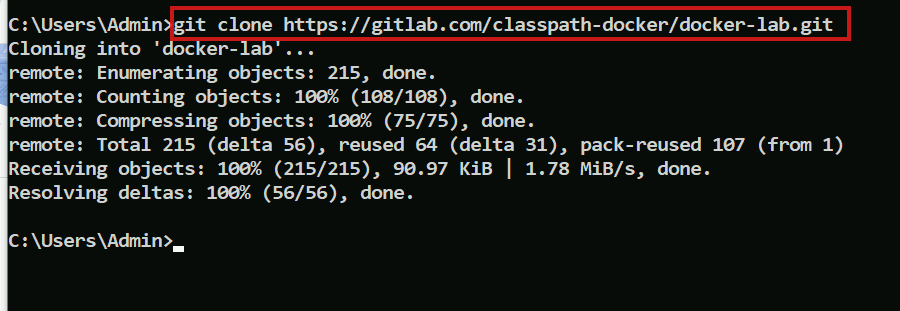 C:\Users\Admin>git clone https://gitlab.com/classpath-docker/docker-lab.git
Cloning into 'docker-lab'...
remote: Enumerating objects: 215, done.
remote: Counting objects: 100% (108/108), done.
remote: Compressing objects: 100% (75/75), done.
remote: Total 215 (delta 56), reused 64 (delta 31), pack-reused 107 (from 1)
Receiving objects: 100% (215/215), 90.97 KiB | 1.78 MiB/s, done.
Resolving deltas: 100% (56/56), done.
C:\Users\Admin>